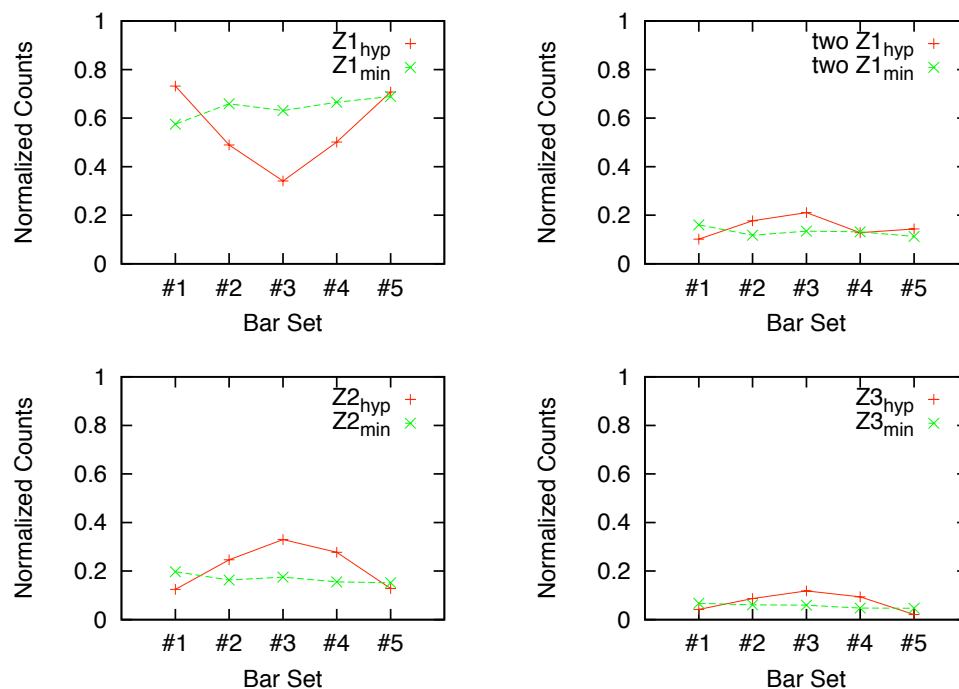 Normalized Counts
1
0.8
0.6
0.4
0.2
0
Z1hyp
Z1min
#1 #2 #3 #4 #5
Bar Set
Normalized Counts
1
0.8
0.6
0.4
0.2
0
two Z1hyp
two Z1min
#1 #2 #3 #4 #5
Bar Set
Normalized Counts
1
0.8
0.6
0.4
0.2
0
Z2hyp
Z2min
#1 #2 #3 #4 #5
Bar Set
Normalized Counts
1
0.8
0.6
0.4
0.2
0
Z3hyp
Z3min
#1 #2 #3 #4 #5
Bar Set